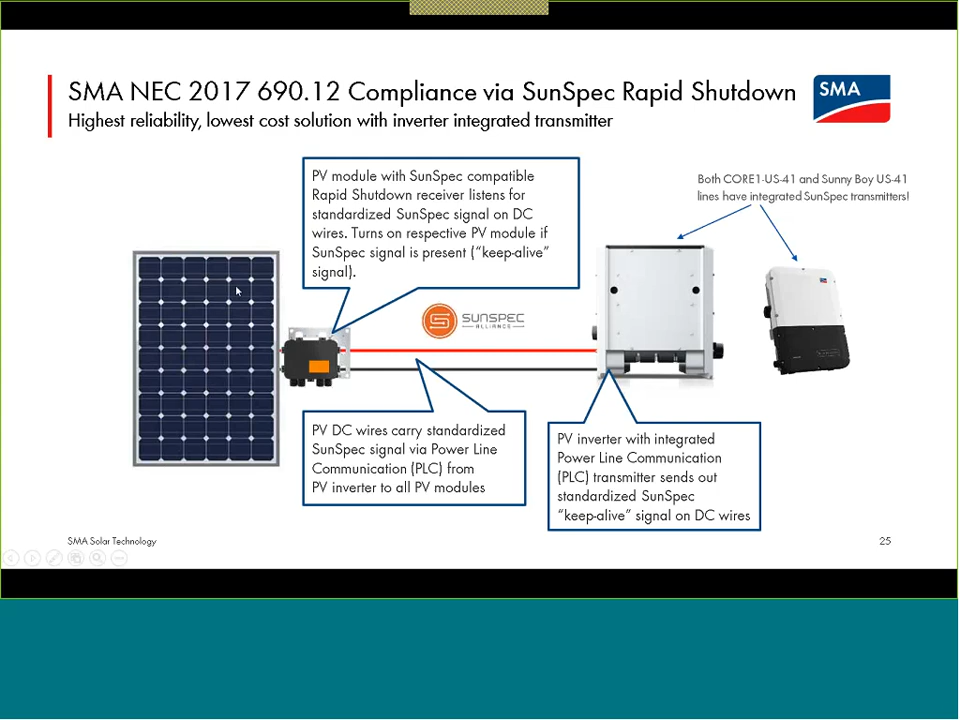 SMA NEC 2017 690.12 Compliance via SunSpec Rapid Shutdown
Highest reliability, lowest cost solution with inverter integrated transmitter
SMA
PV module with SunSpec compatible
Rapid Shutdown receiver listens for
standardized SunSpec signal on DC
wires. Turns on respective PV module if
SunSpec signal is present (“keep-alive”
signal).
Both CORE1-US-41 and Sunny Boy US-41
lines have integrated SunSpec transmitters!
SUNSPEC
ALLIANCE
PV DC wires carry standardized
SunSpec signal via Power Line
Communication (PLC) from
PV inverter to all PV modules
PV inverter with integrated
Power Line Communication
(PLC) transmitter sends out
standardized SunSpec
“keep-alive” signal on DC wires
SMA Solar Technology
25